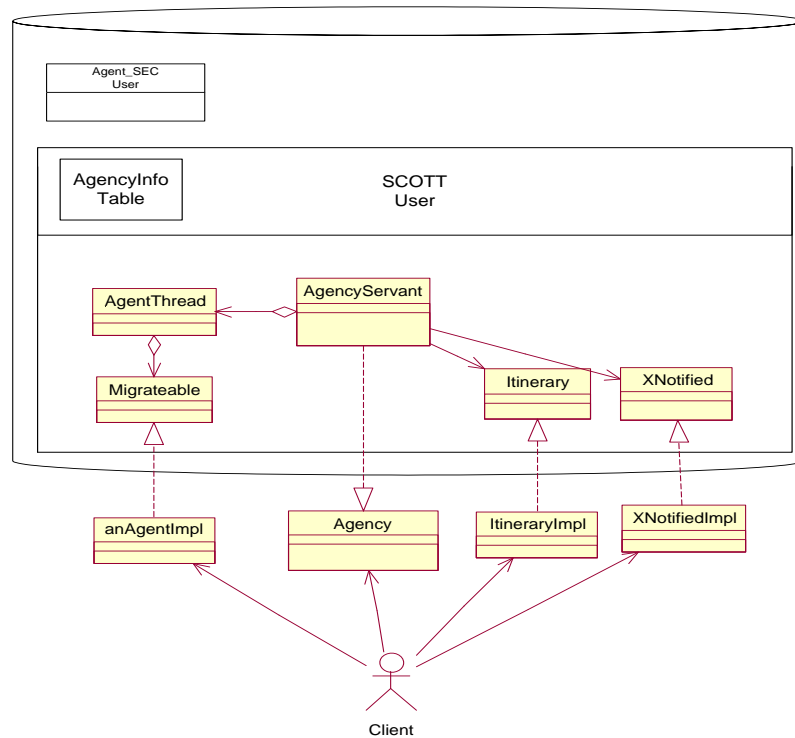 Agent_SEC
User
AgencyInfo
Table
SCOTT
User
AgentThread
AgencyServant
Migrateable
Itinerary
XNotified
anAgentImpl
Agency
ItineraryImpl
XNotifiedImpl
Client